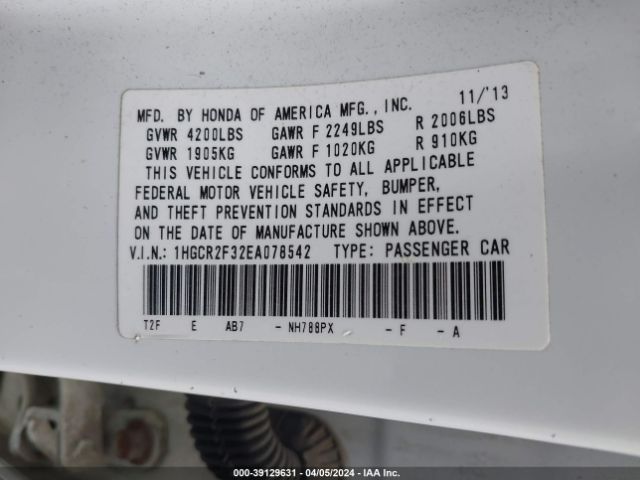 MFD. BY HONDA OF AMERICA MFG., INC. 11/'13
GVWR 4200LBS GAWR F 2249LBS R 2006LBS
GVWR 1905KG GAWR F 1020KG R 910KG
THIS VEHICLE CONFORMS TO ALL APPLICABLE
FEDERAL MOTOR VEHICLE SAFETY, BUMPER,
AND THEFT PREVENTION STANDARDS IN EFFECT
ON THE DATE OF MANUFACTURE SHOWN ABOVE.
V.I.N.: 1HGCR2F32EA078542 TYPE: PASSENGER CAR
T2F E AB7 - NH788PX - F - A
000-39129631 - 04/05/2024 - IAA Inc.